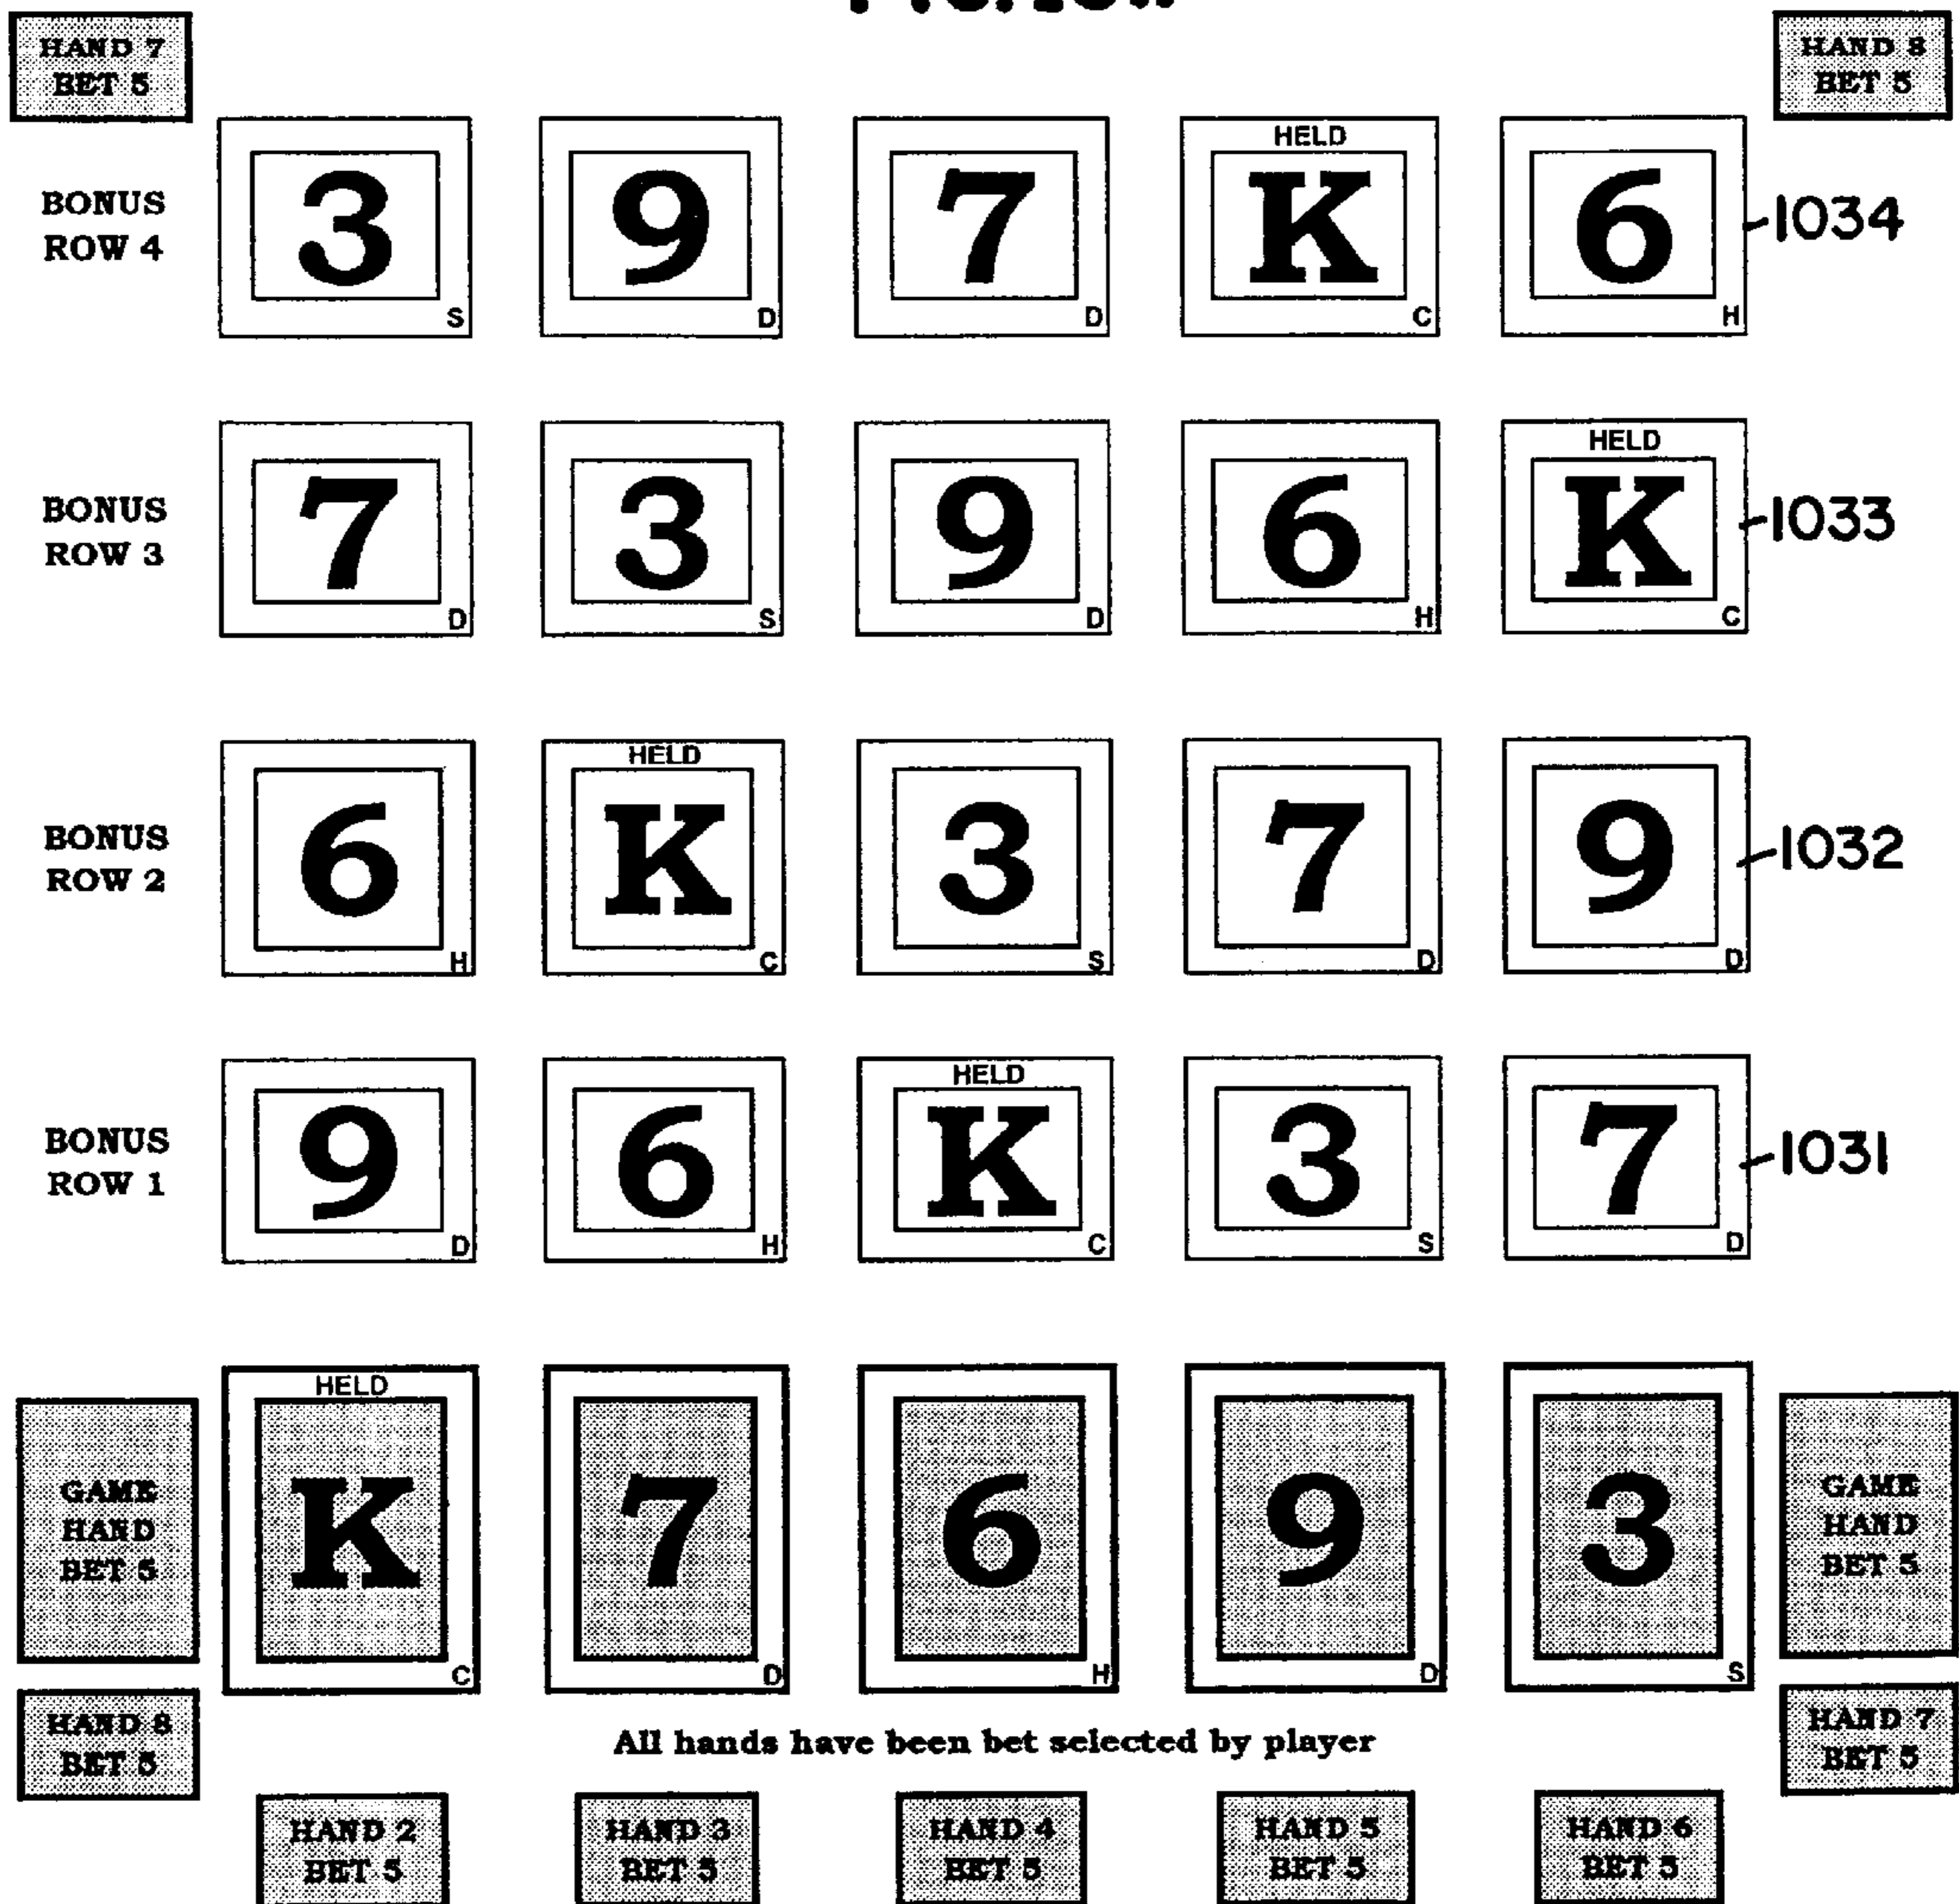 HAND 7
BET 5
HAND 8
BET 5
BONUS
ROW 4
3 S
9 D
7 D
HELD
K C
6 H
1034
BONUS
ROW 3
7 D
3 S
9 D
6 H
HELD
K C
1033
BONUS
ROW 2
6 H
HELD
K C
3 S
7 D
9 D
1032
BONUS
ROW 1
9 D
6 H
HELD
K C
3 S
7 D
1031
GAME
HAND
BET 5
HELD
K C
7 D
6 H
9 D
3 S
GAME
HAND
BET 5
HAND 8
BET 5
All hands have been bet selected by player
HAND 7
BET 5
HAND 2
BET 5
HAND 3
BET 5
HAND 4
BET 5
HAND 5
BET 5
HAND 6
BET 5